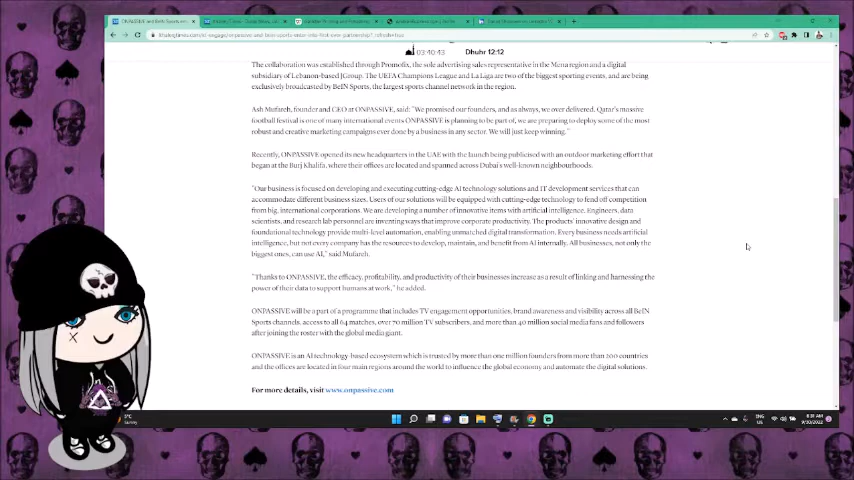 ONPASSIVE and BeIN Sports en
03:40:43 Dhuhr 12:12
The collaboration was established through Promofix, the sole advertising sales representative in the Mena region and a digital
subsidiary of Lebanon-based JGroup. The UEFA Champions League and La Liga are two of the biggest sporting events, and are being
exclusively broadcasted by BeIN Sports, the largest sports channel network in the region.
Ash Mufareh, founder and CEO at ONPASSIVE, said: "We promised our founders, and as always, we over delivered. Qatar's massive
football festival is one of many international events ONPASSIVE is planning to be part of, we are preparing to deploy some of the most
robust and creative marketing campaigns ever done by a business in any sector. We will just keep winning."
Recently, ONPASSIVE opened its new headquarters in the UAE with the launch being publicised with an outdoor marketing effort that
began at the Burj Khalifa, where their offices are located and spanned across Dubai's well-known neighbourhoods.
"Our business is focused on developing and executing cutting-edge AI technology solutions and IT development services that can
accommodate different business sizes. Users of our solutions will be equipped with cutting-edge technology to fend off competition
from big, international corporations. We are developing a number of innovative items with artificial intelligence. Engineers, data
scientists, and research lab personnel are inventing ways that improve corporate productivity. The products' innovative design and
foundational technology provide multi-level automation, enabling unmatched digital transformation. Every business needs artificial
intelligence, but not every company has the resources to develop, maintain, and benefit from AI internally. All businesses, not only the
biggest ones, can use AI," said Mufareh.
"Thanks to ONPASSIVE, the efficacy, profitability, and productivity of their businesses increase as a result of linking and harnessing the
power of their data to support humans at work," he added.
ONPASSIVE will be a part of a programme that includes TV engagement opportunities, brand awareness and visibility across all BeIN
Sports channels, access to all 64 matches, over 70 million TV subscribers, and more than 40 million social media fans and followers
after joining the roster with the global media giant.
ONPASSIVE is an AI technology-based ecosystem which is trusted by more than one million founders from more than 200 countries
and the offices are located in four main regions around the world to influence the global economy and automate the digital solutions.
For more details, visit www.onpassive.com
Sunny
ENG
US
8:31 AM
9/30/2022